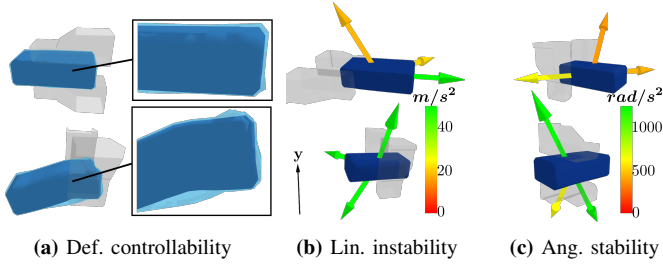 m/s²
40
20
0
y
rad/s²
1000
500
0
(a) Def. controllability
(b) Lin. instability
(c) Ang. stability